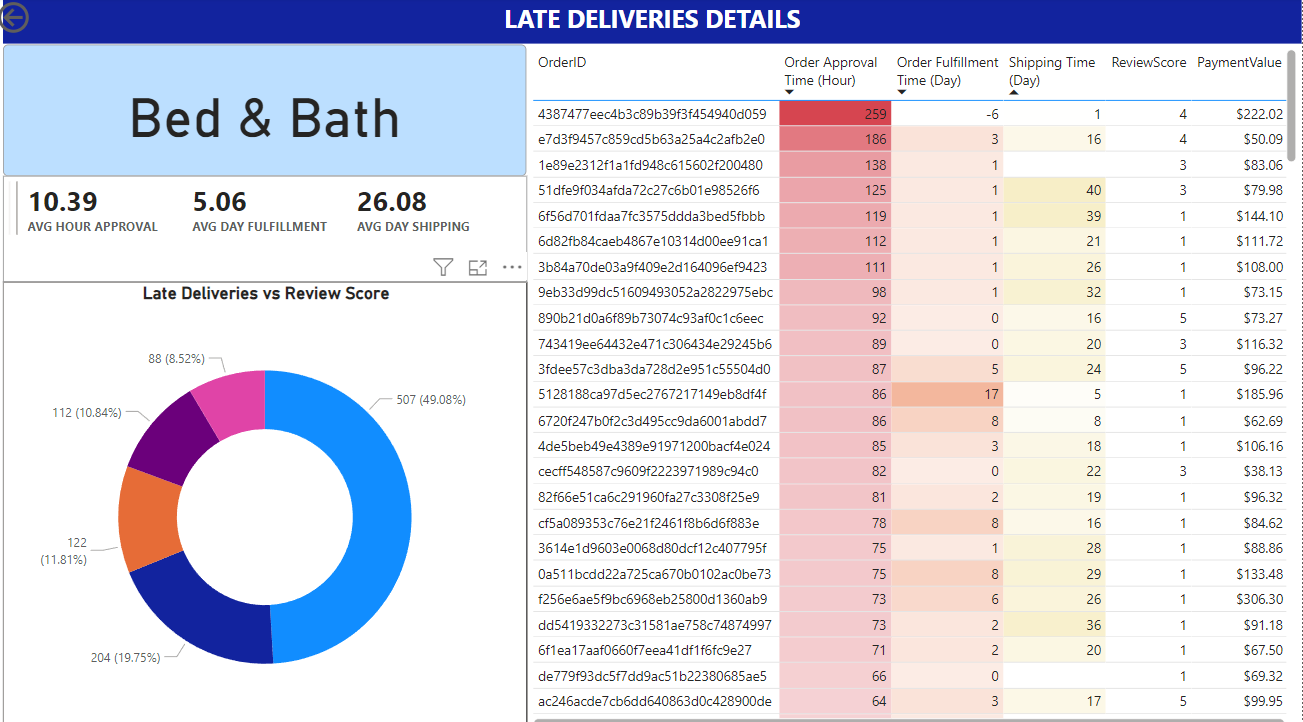 LATE DELIVERIES DETAILS
Bed & Bath
10.39 5.06 26.08
AVG HOUR APPROVAL AVG DAY FULFILLMENT AVG DAY SHIPPING
Late Deliveries vs Review Score
88 (8.52%)
507 (49.08%)
112 (10.84%)
122
(11.81%)
204 (19.75%)
OrderID Order Approval Order Fulfillment Shipping Time ReviewScore PaymentValue
Time (Hour) Time (Day) (Day)
4387477eec4b3c89b39f3f454940d059 259 -6 1 4 $222.02
e7d3f9457c859cd5b63a25a4c2afb2e0 186 3 16 4 $50.09
1e89e2312f1a1fd948c615602f200480 138 1 3 $83.06
51dfe9f034afda72c27c6b01e98526f6 125 1 40 3 $79.98
6f56d701fdaa7fc3575ddda3bed5fbbb 119 1 39 1 $144.10
6d82fb84caeb4867e10314d00ee91ca1 112 1 21 1 $111.72
3b84a70de03a9f409e2d164096ef9423 111 1 26 1 $108.00
9eb33d99dc51609493052a2822975ebc 98 1 32 1 $73.15
890b21d0a6f89b73074c93af0c1c6eec 92 0 16 5 $73.27
743419ee64432e471c306434e29245b6 89 0 20 3 $116.32
3fdee57c3dba3da728d2e951c55504d0 87 5 24 5 $96.22
5128188ca97d5ec2767217149eb8df4f 86 17 5 1 $185.96
6720f247b0f2c3d495cc9da6001abdd7 86 8 8 1 $62.69
4de5beb49e4389e91971200bacf4e024 85 3 18 1 $106.16
cecff548587c9609f2223971989c94c0 82 0 22 3 $38.13
82f66e51ca6c291960fa27c3308f25e9 81 2 19 1 $96.32
cf5a089353c76e21f2461f8b6d6f883e 78 8 16 1 $84.62
3614e1d9603e0068d80dcf12c407795f 75 1 28 1 $88.86
0a511bcdd22a725ca670b0102ac0be73 75 8 29 1 $133.48
f256e6ae5f9bc6968eb25800d1360ab9 73 6 26 1 $306.30
dd5419332273c31581ae758c74874997 73 2 36 1 $91.18
6f1ea17aaf0660f7eea41df1f6fc9e27 71 2 20 1 $67.50
de779f93dc5f7dd9ac51b22380685ae5 66 0 1 $69.32
ac246acde7cb6dd640863d0c428900de 64 3 17 5 $99.95